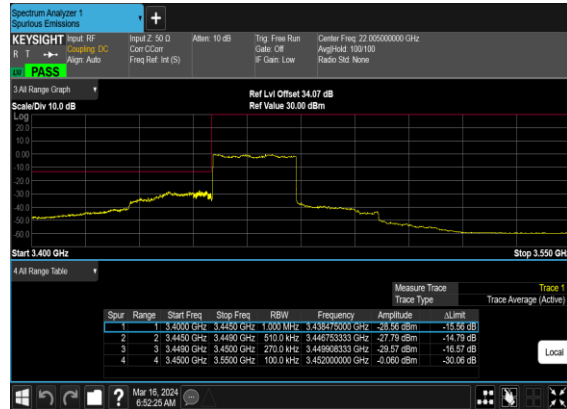 Spectrum Analyzer 1
Spurious Emissions
KEYSIGHT Input: RF Input Z: 50 Ω Atten: 10 dB Trig: Free Run Center Freq: 22.005000000 GHz
R T Coupling: DC Corr CCorr Gate: Off Avg|Hold: 100/100
Align: Auto Freq Ref: Int (S) IF Gain: Low Radio Std: None
PASS
3 All Range Graph
Ref Lvl Offset 34.07 dB
Scale/Div 10.0 dB Ref Value 30.00 dBm
Log
20.0
10.0
0.00
-10.0
-20.0
-30.0
-40.0
-50.0
-60.0
Start 3.400 GHz Stop 3.550 GHz
4 All Range Table
Measure Trace Trace 1
Trace Type Trace Average (Active)
Spur Range Start Freq Stop Freq RBW Frequency Amplitude ΔLimit
1 1 3.4000 GHz 3.4450 GHz 1.000 MHz 3.438475000 GHz -28.56 dBm -15.56 dB
2 2 3.4450 GHz 3.4490 GHz 510.0 kHz 3.446753333 GHz -27.79 dBm -14.79 dB
3 3 3.4490 GHz 3.4500 GHz 270.0 kHz 3.449908333 GHz -29.57 dBm -16.57 dB
4 4 3.4500 GHz 3.5500 GHz 100.0 kHz 3.452000000 GHz -0.060 dBm -30.06 dB
Local
Mar 16, 2024
6:52:25 AM